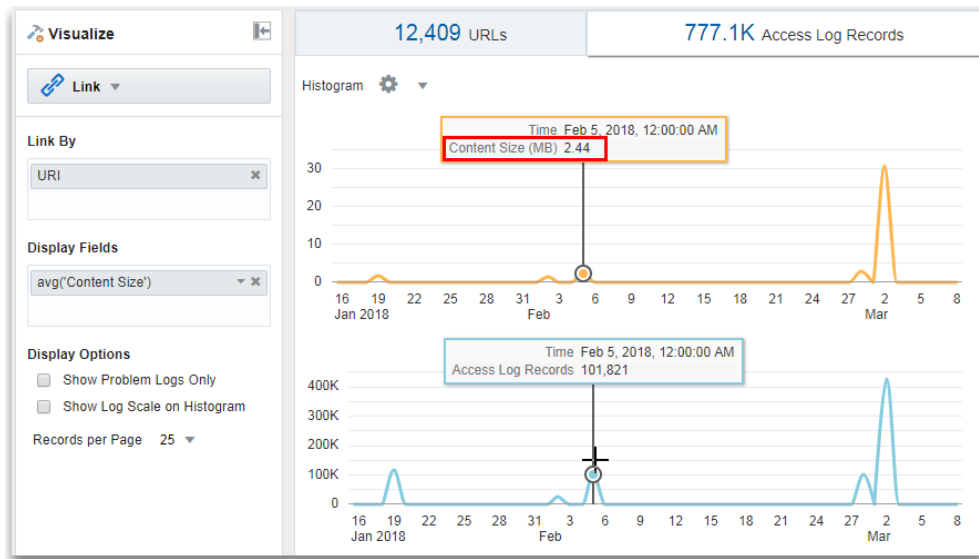 Visualize
Link
Link By
URI
Display Fields
avg('Content Size')
Display Options
Show Problem Logs Only
Show Log Scale on Histogram
Records per Page 25
12,409 URLs
777.1K Access Log Records
Histogram
Time Feb 5, 2018, 12:00:00 AM
Content Size (MB) 2.44
30
20
10
0
16 19 22 25 28 31 3 6 9 12 15 18 21 24 27 2 5 8
Jan 2018 Feb Mar
Time Feb 5, 2018, 12:00:00 AM
Access Log Records 101,821
400K
300K
200K
100K
0
16 19 22 25 28 31 3 6 9 12 15 18 21 24 27 2 5 8
Jan 2018 Feb Mar